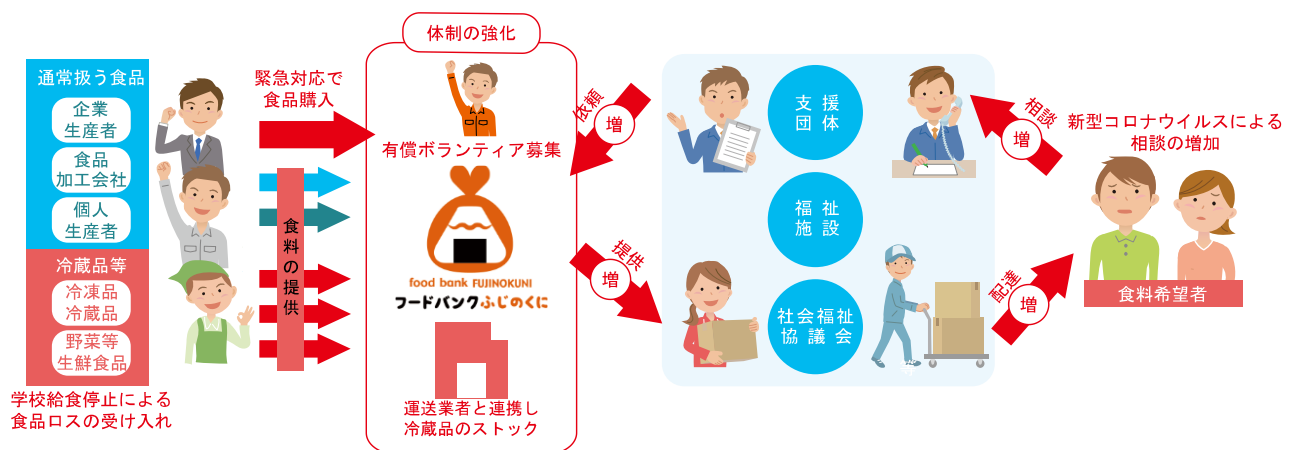 体制の強化
通常扱う食品
企業
生産者
食品
加工会社
個人
生産者
冷蔵品等
冷凍品
冷蔵品
野菜等
生鮮食品
学校給食停止による
食品ロスの受け入れ
緊急対応で
食品購入
食料の提供
有償ボランティア募集
food bank FUJINOKUNI
フードバンクふじのくに
運送業者と連携し
冷蔵品のストック
依頼
増
提供
増
支援
団体
福祉
施設
社会福祉
協議会
等
相談
増
配達
増
新型コロナウイルスによる
相談の増加
食料希望者